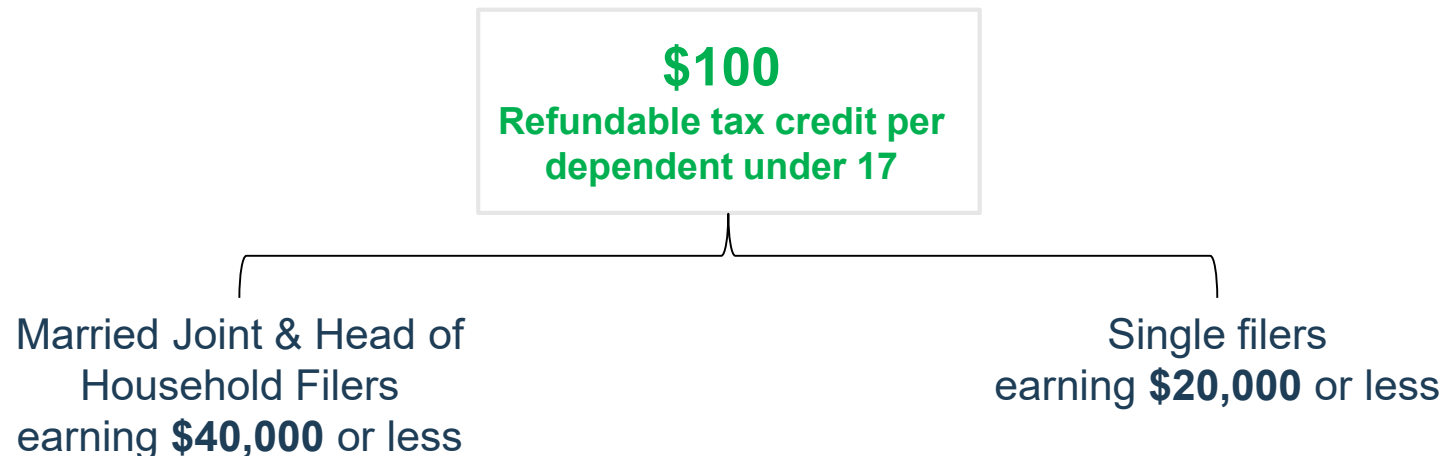 $100
Refundable tax credit per
dependent under 17
Married Joint & Head of
Household Filers
earning $40,000 or less
Single filers
earning $20,000 or less